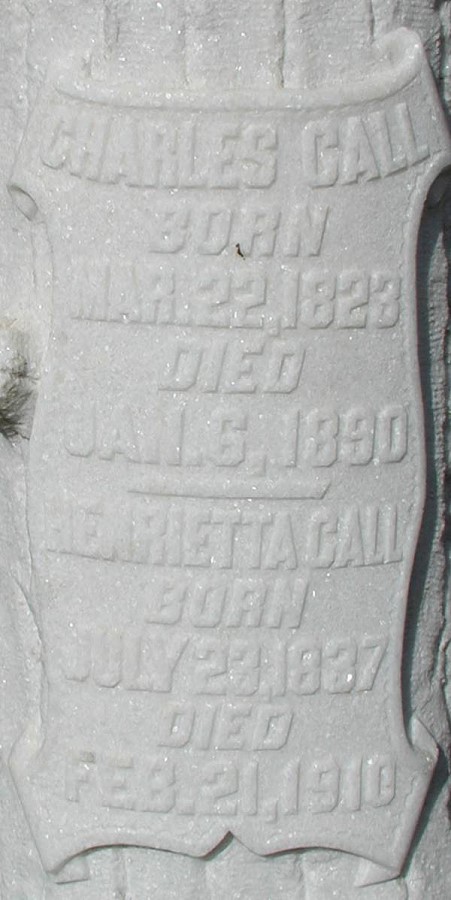 CHARLES CALL
BORN
MAR. 22, 1823
DIED
JAN. 6, 1890
HENRIETTA CALL
BORN
JULY 23, 1837
DIED
FEB. 21, 1910